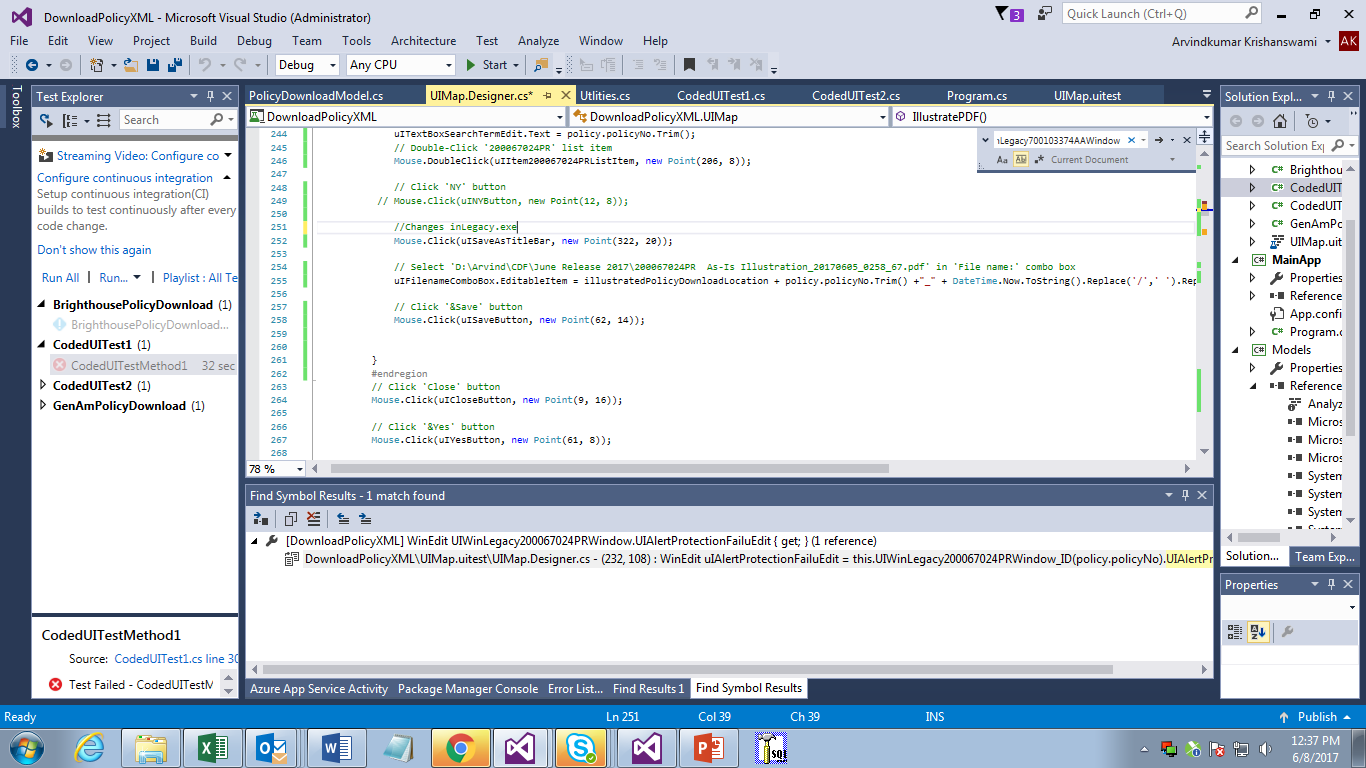 DownloadPolicyXML - Microsoft Visual Studio (Administrator)
3
Quick Launch (Ctrl+Q)
File Edit View Project Build Debug Team Tools Architecture Test Analyze Window Help
Arvindkumar Krishanswami AK
Debug Any CPU Start
Toolbox
Test Explorer
Search
Streaming Video: Configure co
Configure continuous integration
Setup continuous integration(CI)
builds to test continuously after every
code change.
Don't show this again
Run All Run... Playlist : All Te
BrighthousePolicyDownload (1)
BrighthousePolicyDownload...
CodedUITest1 (1)
CodedUITestMethod1 32 sec
CodedUITest2 (1)
GenAmPolicyDownload (1)
CodedUITestMethod1
Source: CodedUITest1.cs line 30
Test Failed - CodedUITestM
PolicyDownloadModel.cs UIMap.Designer.cs* Utlities.cs CodedUITest1.cs CodedUITest2.cs Program.cs UIMap.uitest
DownloadPolicyXML DownloadPolicyXML.UIMap IllustratePDF()
Legacy700103374AAWindow
Aa Current Document
244 uITextBoxSearchTermEdit.Text = policy.policyNo.Trim();
245 // Double-Click '200067024PR' list item
246 Mouse.DoubleClick(uIItem200067024PRListItem, new Point(206, 8));
247
248 // Click 'NY' button
249 // Mouse.Click(uINYButton, new Point(12, 8));
250
251 //Changes inLegacy.exe
252 Mouse.Click(uISaveAsTitleBar, new Point(322, 20));
253
254 // Select 'D:\Arvind\CDF\June Release 2017\200067024PR  As-Is Illustration_20170605_0258_67.pdf' in 'File name:' combo box
255 uIFilenameComboBox.EditableItem = illustratedPolicyDownloadLocation + policy.policyNo.Trim() +"_" + DateTime.Now.ToString().Replace('/',' ').Rep
256
257 // Click '&Save' button
258 Mouse.Click(uISaveButton, new Point(62, 14));
259
260
261 }
262 #endregion
263 // Click 'Close' button
264 Mouse.Click(uICloseButton, new Point(9, 16));
265
266 // Click '&Yes' button
267 Mouse.Click(uIYesButton, new Point(61, 8));
268
78 %
Find Symbol Results - 1 match found
[DownloadPolicyXML] WinEdit UIWinLegacy200067024PRWindow.UIAlertProtectionFailuEdit { get; } (1 reference)
DownloadPolicyXML\UIMap.uitest\UIMap.Designer.cs - (232, 108) : WinEdit uIAlertProtectionFailuEdit = this.UIWinLegacy200067024PRWindow_ID(policy.policyNo).UIAlertPr
Azure App Service Activity Package Manager Console Error List... Find Results 1 Find Symbol Results
Solution Expl...
Search Solution Exp
Brighthou
CodedUIT
CodedUIT
GenAmPol
UIMap.uit
MainApp
Properties
Reference
App.confi
Program.c
Models
Properties
Reference
Analyz
Micros
Micros
Micros
System
System
System
Solution... Team Exp...
Properties
Ready Ln 251 Col 39 Ch 39 INS Publish
SQL
12:37 PM
6/8/2017